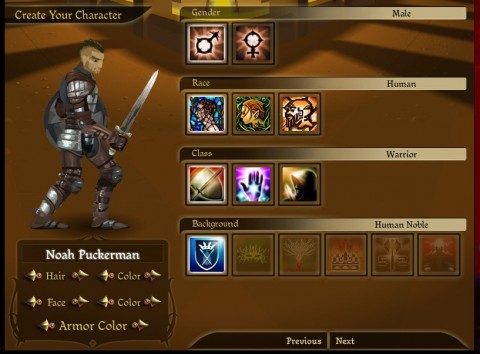 Create Your Character
Gender Male
Race Human
Class Warrior
Background Human Noble
Noah Puckerman
Hair Color
Face Color
Armor Color
Previous Next